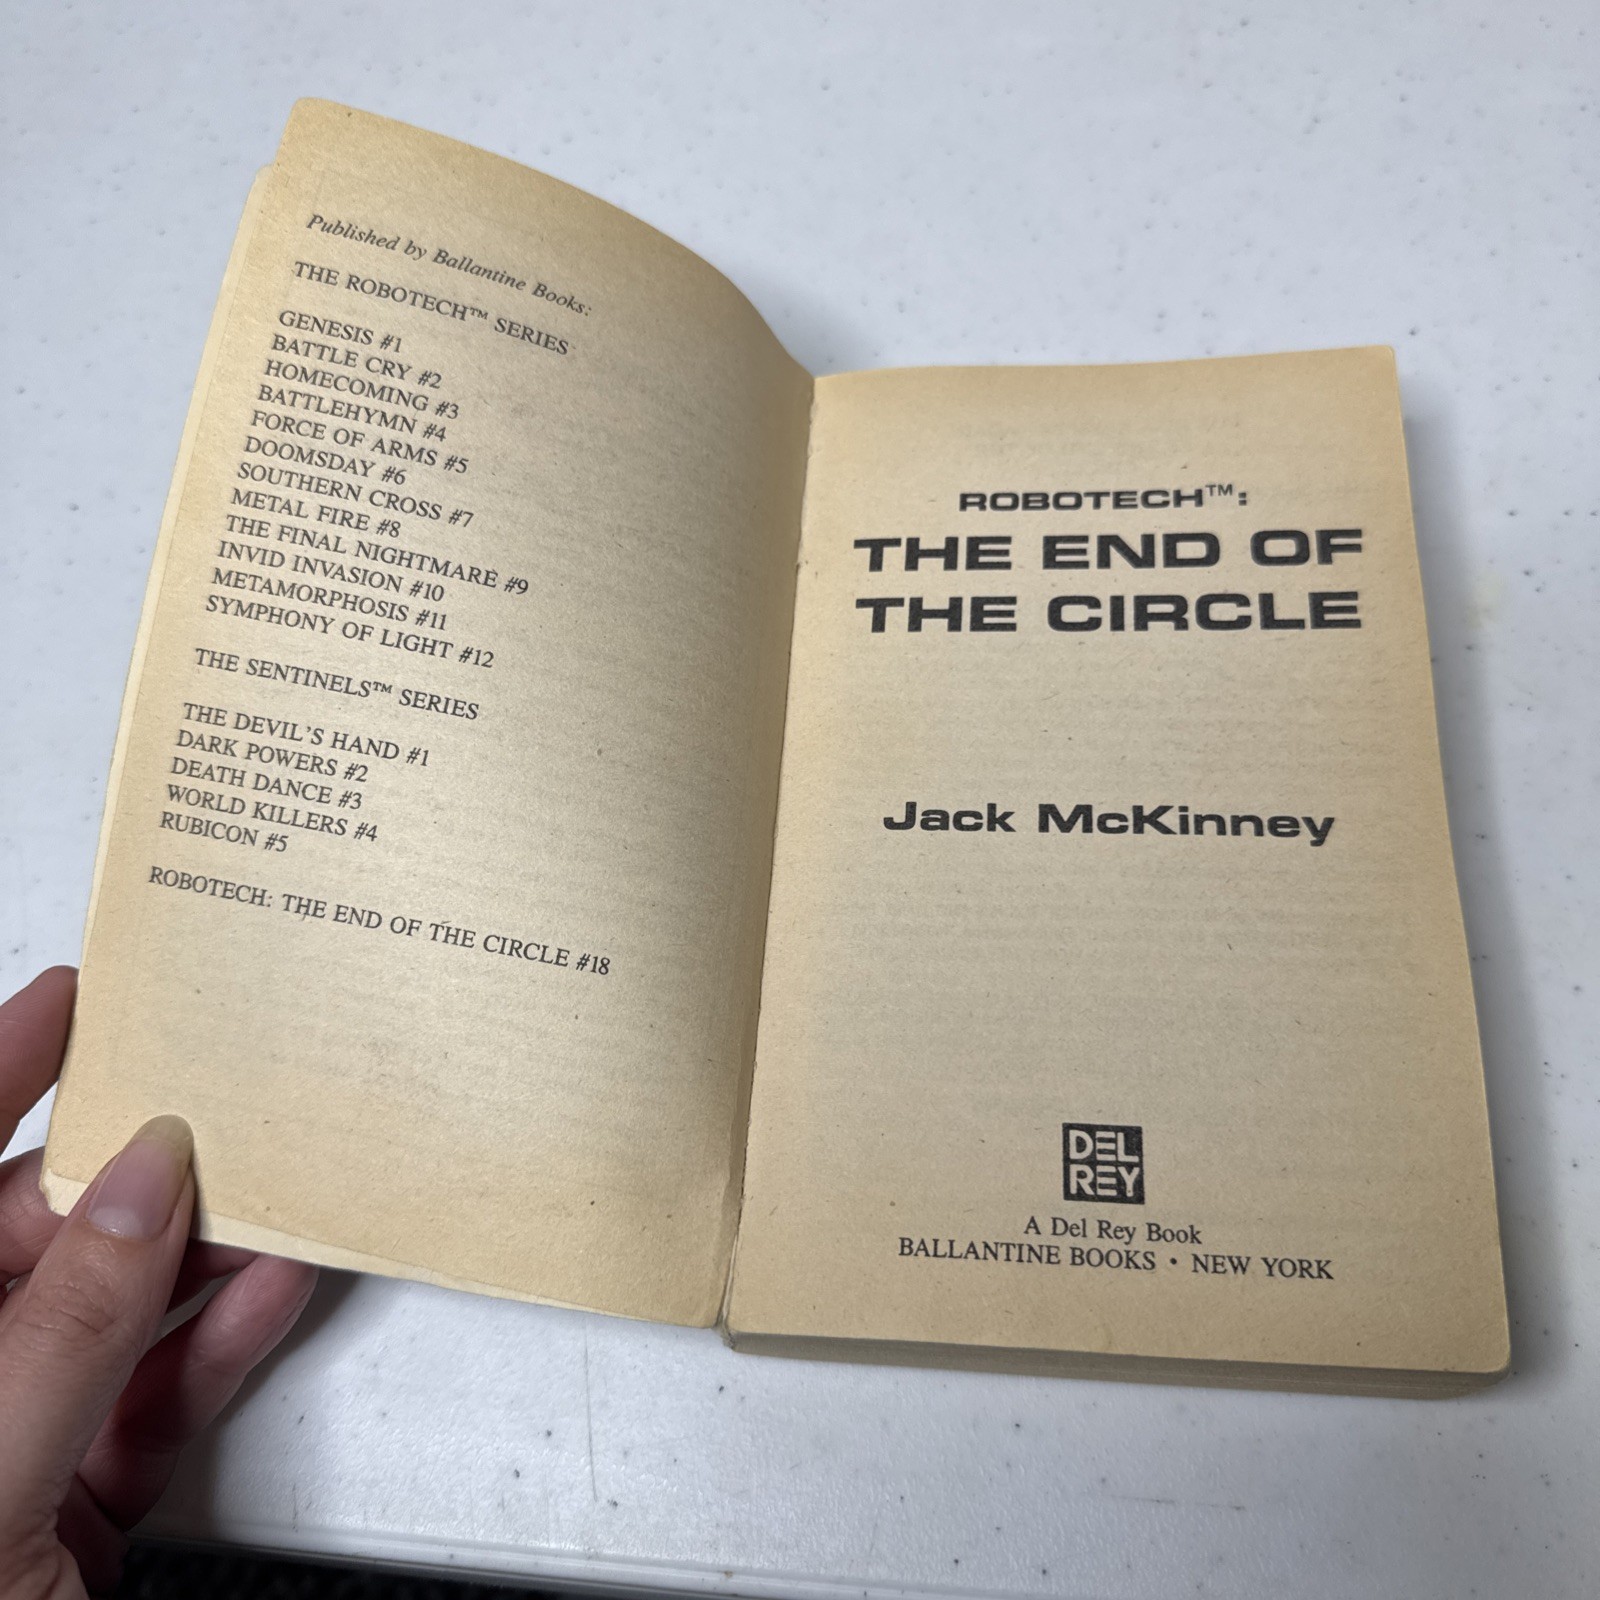 Published by Ballantine Books:
THE ROBOTECH™ SERIES
GENESIS #1
BATTLE CRY #2
HOMECOMING #3
BATTLEHYMN #4
FORCE OF ARMS #5
DOOMSDAY #6
SOUTHERN CROSS #7
METAL FIRE #8
THE FINAL NIGHTMARE #9
INVID INVASION #10
METAMORPHOSIS #11
SYMPHONY OF LIGHT #12
THE SENTINELS™ SERIES
THE DEVIL'S HAND #1
DARK POWERS #2
DEATH DANCE #3
WORLD KILLERS #4
RUBICON #5
ROBOTECH: THE END OF THE CIRCLE #18
ROBOTECH™:
THE END OF
THE CIRCLE
Jack McKinney
DEL
REY
A Del Rey Book
BALLANTINE BOOKS • NEW YORK